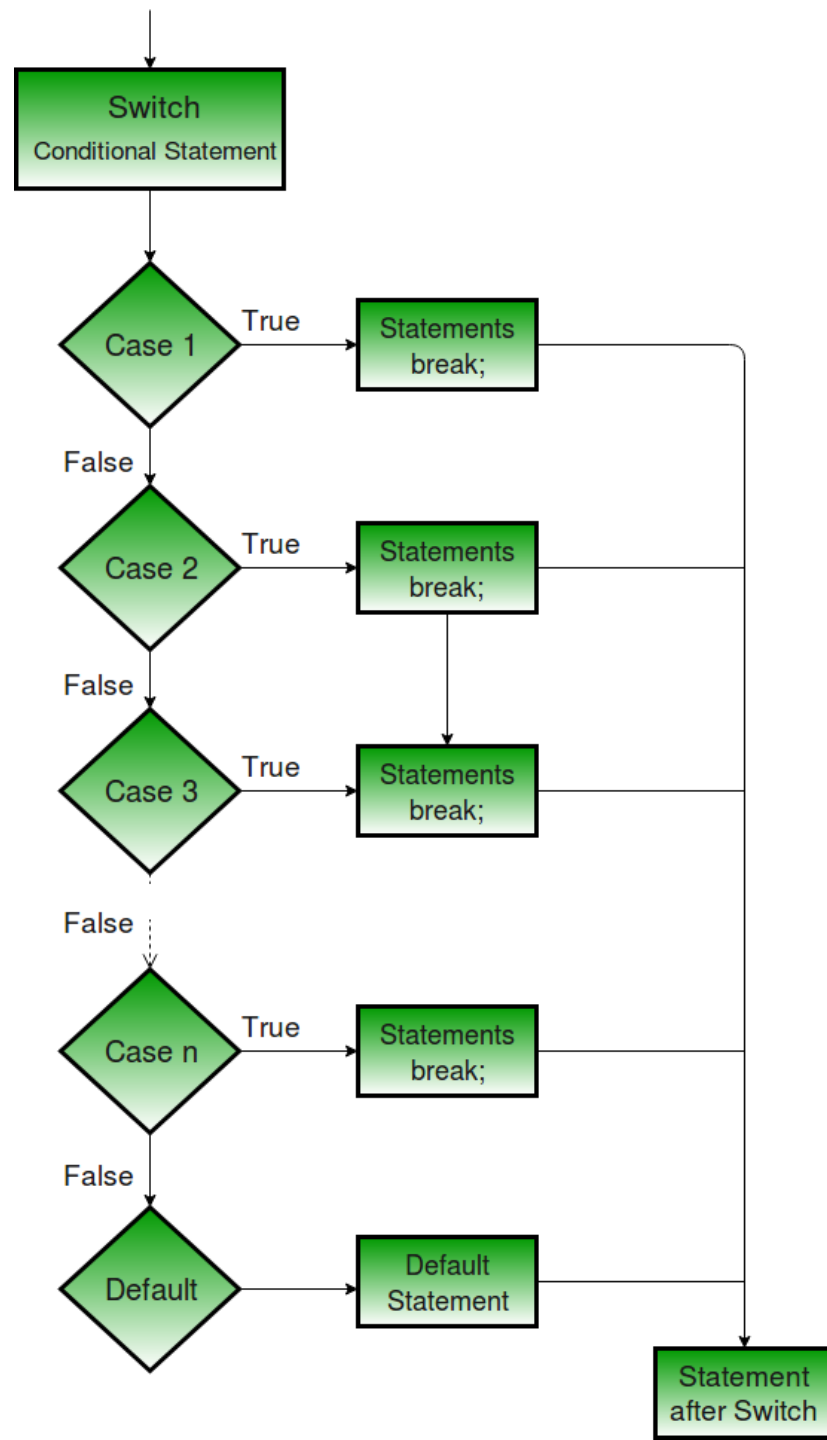 Switch
Conditional Statement
Case 1
True
Statements
break;
False
Case 2
True
Statements
break;
False
Case 3
True
Statements
break;
False
Case n
True
Statements
break;
False
Default
Default
Statement
Statement
after Switch